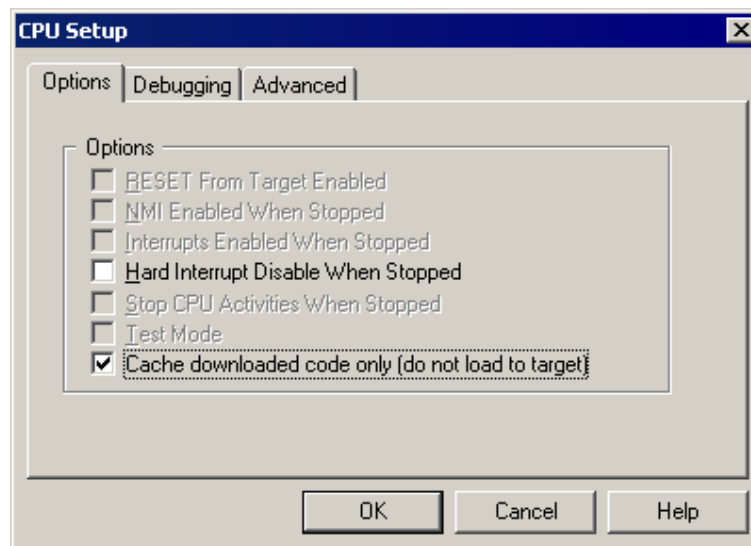 CPU Setup
Options Debugging Advanced
Options
RESET From Target Enabled
NMI Enabled When Stopped
Interrupts Enabled When Stopped
Hard Interrupt Disable When Stopped
Stop CPU Activities When Stopped
Test Mode
Cache downloaded code only (do not load to target)
OK Cancel Help